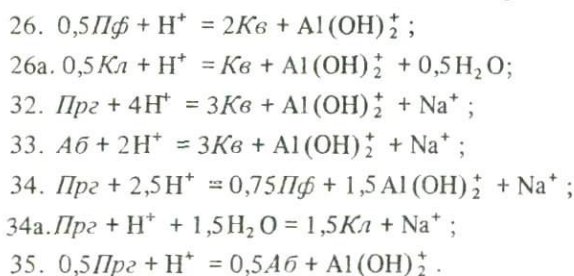 26. 0,5Пф + H⁺ = 2Кв + Al(OH)₂⁺ ;
26а. 0,5Кл + H⁺ = Кв + Al(OH)₂⁺ + 0,5H₂O;
32. Прг + 4H⁺ = 3Кв + Al(OH)₂⁺ + Na⁺ ;
33. Аб + 2H⁺ = 3Кв + Al(OH)₂⁺ + Na⁺ ;
34. Прг + 2,5H⁺ = 0,75Пф + 1,5Al(OH)₂⁺ + Na⁺ ;
34а. Прг + H⁺ + 1,5H₂O = 1,5Кл + Na⁺ ;
35. 0,5Прг + H⁺ = 0,5Аб + Al(OH)₂⁺ .